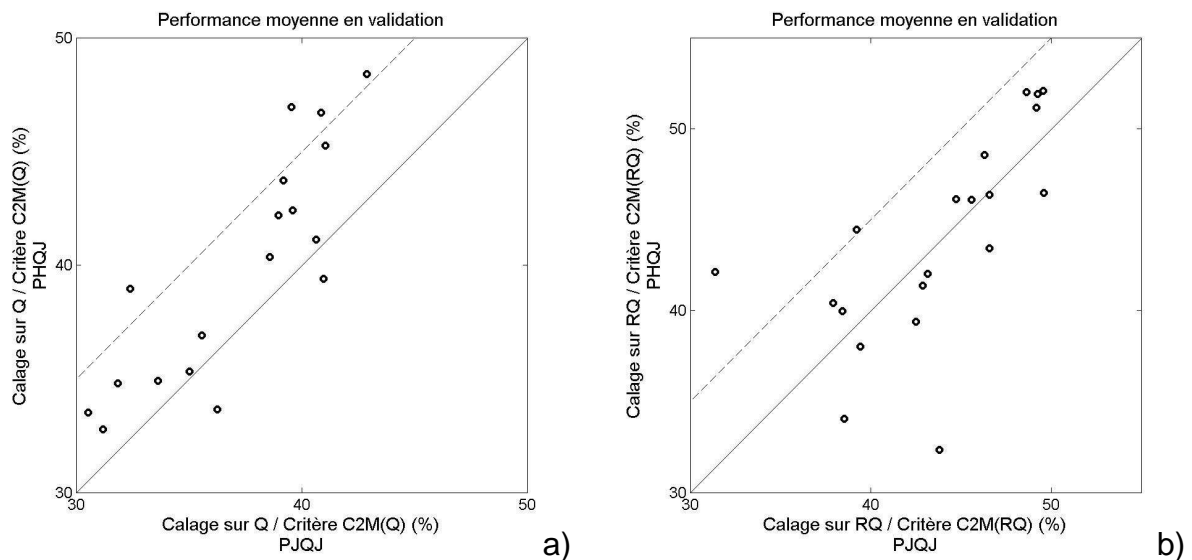 Performance moyenne en validation
50
40
30
Calage sur Q / Critère C2M(Q) (%)
PHQJ
30
40
50
Calage sur Q / Critère C2M(Q) (%)
PJQJ
a)
Performance moyenne en validation
50
40
30
Calage sur RQ / Critère C2M(RQ) (%)
PHQJ
30
40
50
Calage sur RQ / Critère C2M(RQ) (%)
PJQJ
b)